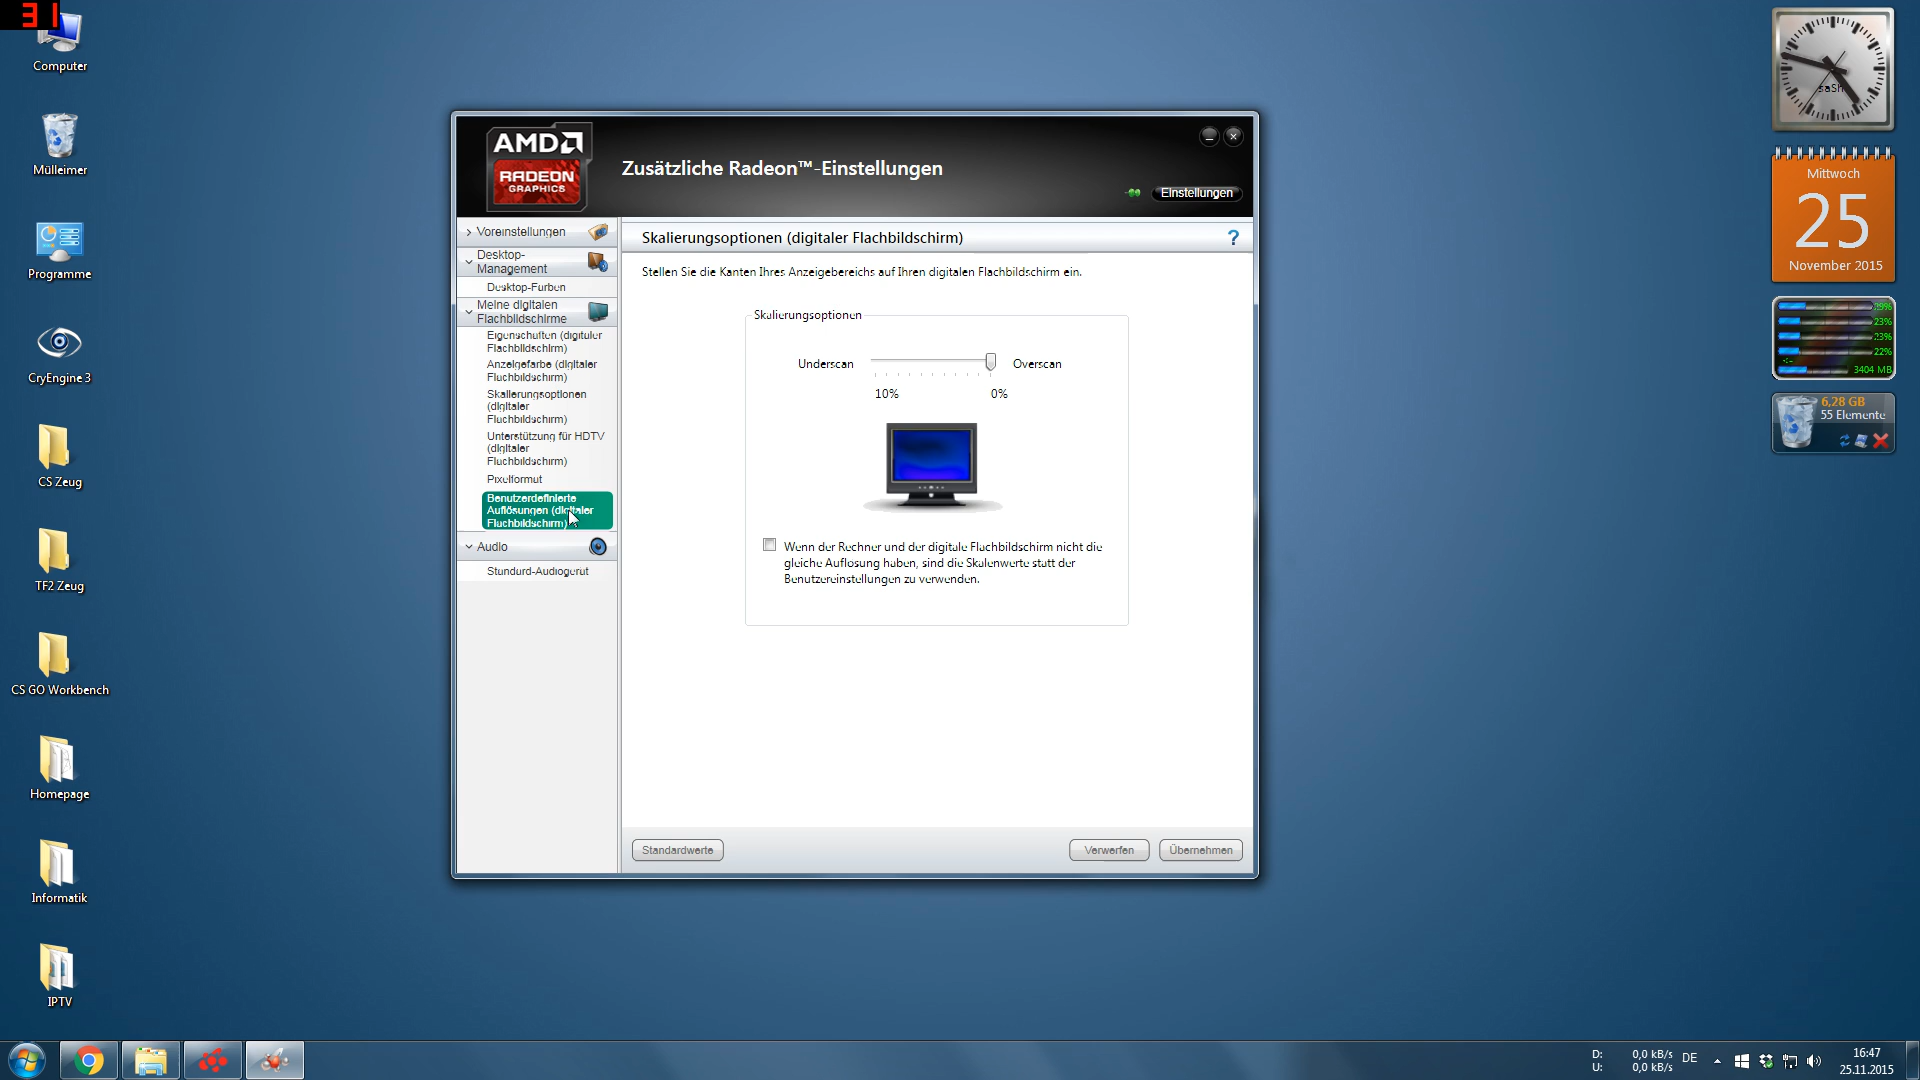 31
Computer
Mülleimer
Programme
CryEngine 3
CS Zeug
TF2 Zeug
CS GO Workbench
Homepage
Informatik
IPTV
AMD
RADEON
GRAPHICS
Zusätzliche Radeon™-Einstellungen
Einstellungen
Voreinstellungen
Desktop-
Management
Desktop-Farben
Meine digitalen
Flachbildschirme
Eigenschaften (digitaler
Flachbildschirm)
Anzeigefarbe (digitaler
Flachbildschirm)
Skalierungsoptionen
(digitaler
Flachbildschirm)
Unterstützung für HDTV
(digitaler
Flachbildschirm)
Pixelformat
Benutzerdefinierte
Auflösungen (digitaler
Flachbildschirm)
Audio
Standard-Audiogerät
Skalierungsoptionen (digitaler Flachbildschirm)
?
Stellen Sie die Kanten Ihres Anzeigebereichs auf Ihren digitalen Flachbildschirm ein.
Skalierungsoptionen
Underscan
Overscan
10%
0%
Wenn der Rechner und der digitale Flachbildschirm nicht die
gleiche Auflosung haben, sind die Skalenwerte statt der
Benutzereinstellungen zu verwenden.
Standardwerte
Verwerfen
Übernehmen
Mittwoch
25
November 2015
23%
23%
22%
3404 MB
6,28 GB
55 Elemente
D: 0,0 kB/s
U: 0,0 kB/s
DE
16:47
25.11.2015